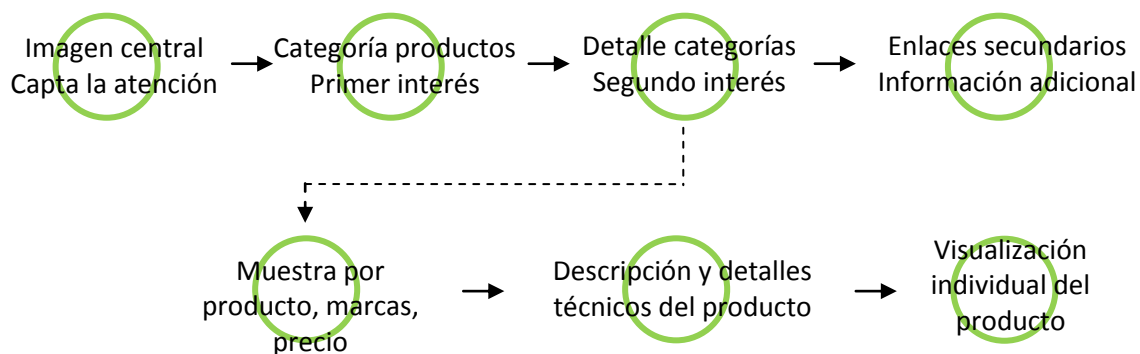 Imagen central
Capta la atención
Categoría productos
Primer interés
Detalle categorías
Segundo interés
Enlaces secundarios
Información adicional
Muestra por
producto, marcas,
precio
Descripción y detalles
técnicos del producto
Visualización
individual del
producto